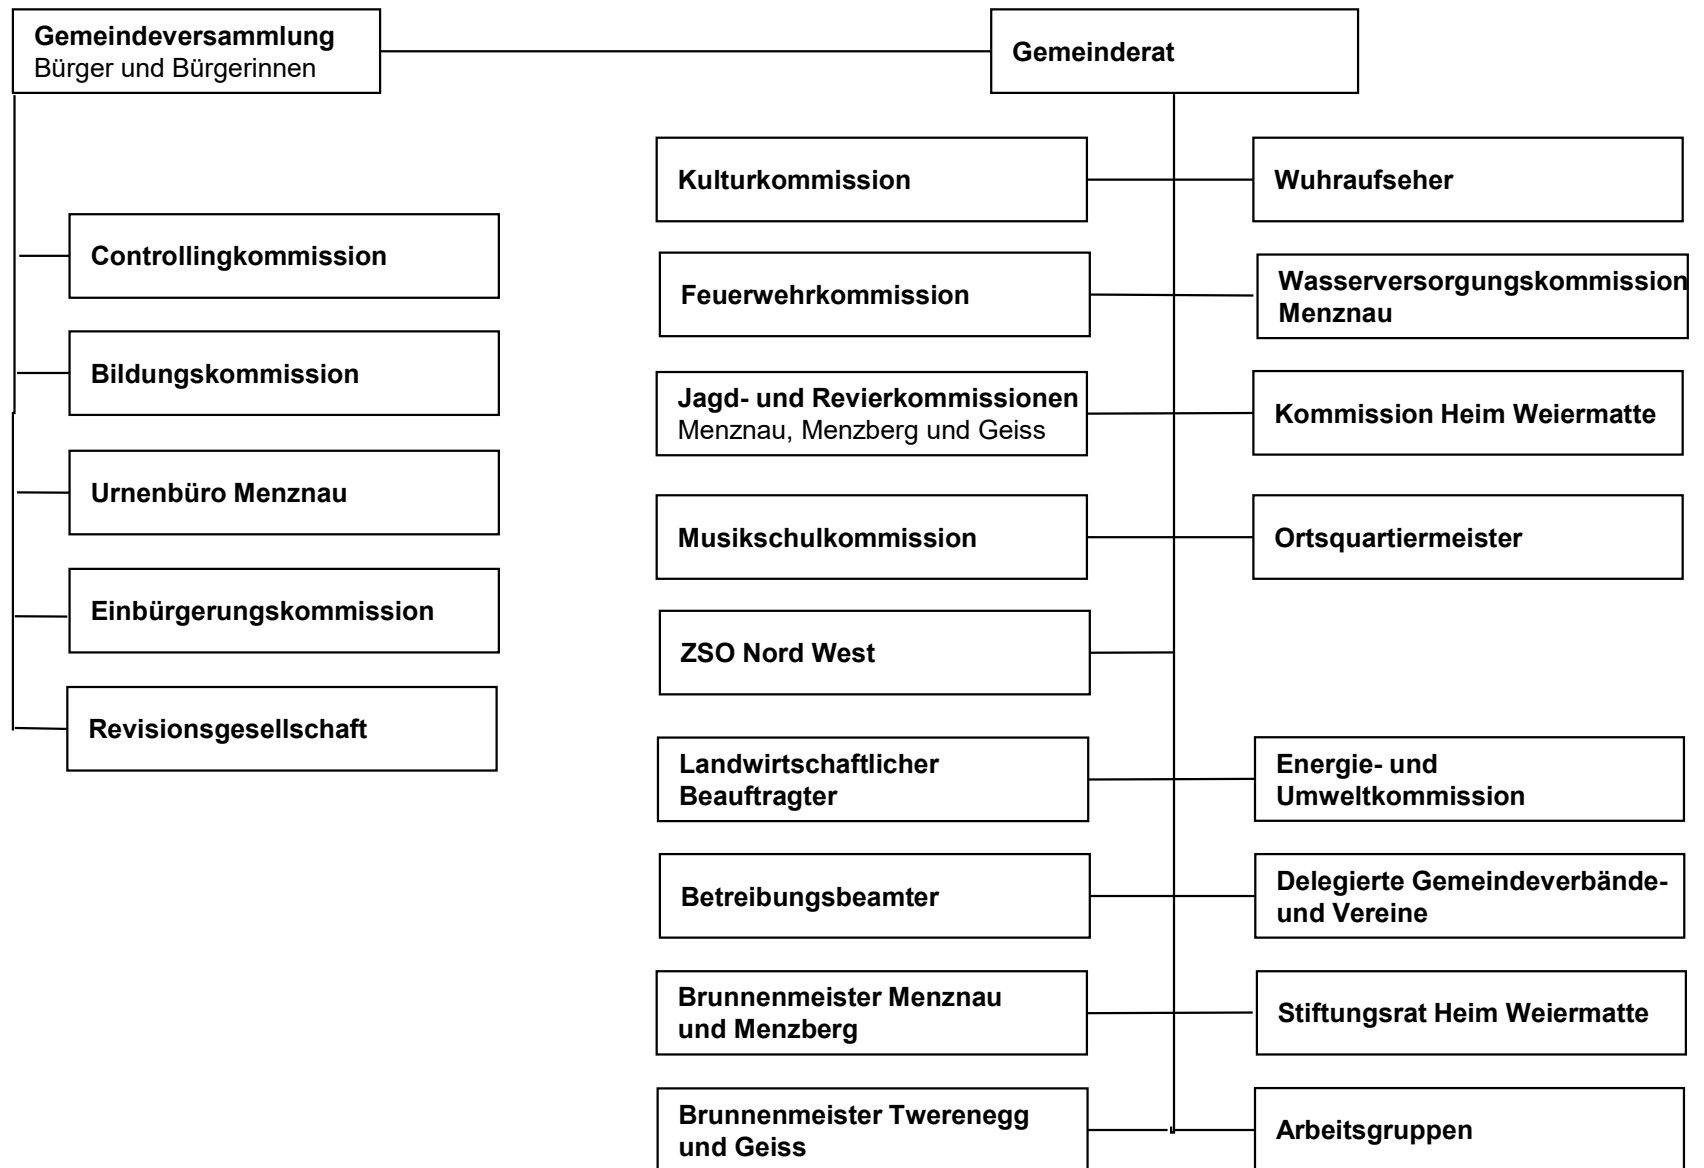 Gemeindeversammlung
Bürger und Bürgerinnen
Gemeinderat
Controllingkommission
Bildungskommission
Urnenbüro Menznau
Einbürgerungskommission
Revisionsgesellschaft
Kulturkommission
Wuhraufseher
Feuerwehrkommission
Wasserversorgungskommission
Menznau
Jagd- und Revierkommissionen
Menznau, Menzberg und Geiss
Kommission Heim Weiermatte
Musikschulkommission
Ortsquartiermeister
ZSO Nord West
Landwirtschaftlicher
Beauftragter
Energie- und
Umweltkommission
Betreibungsbeamter
Delegierte Gemeindeverbände-
und Vereine
Brunnenmeister Menznau
und Menzberg
Stiftungsrat Heim Weiermatte
Brunnenmeister Twerenegg
und Geiss
Arbeitsgruppen